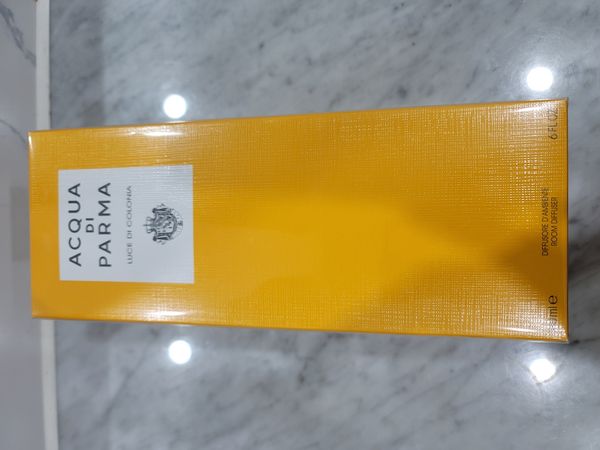 ACQUA
DI
PARMA
LUCE DI COLONIA
DIFFUSORE D'AMBIENTE
ROOM DIFFUSER
ml e
6 FL.OZ.